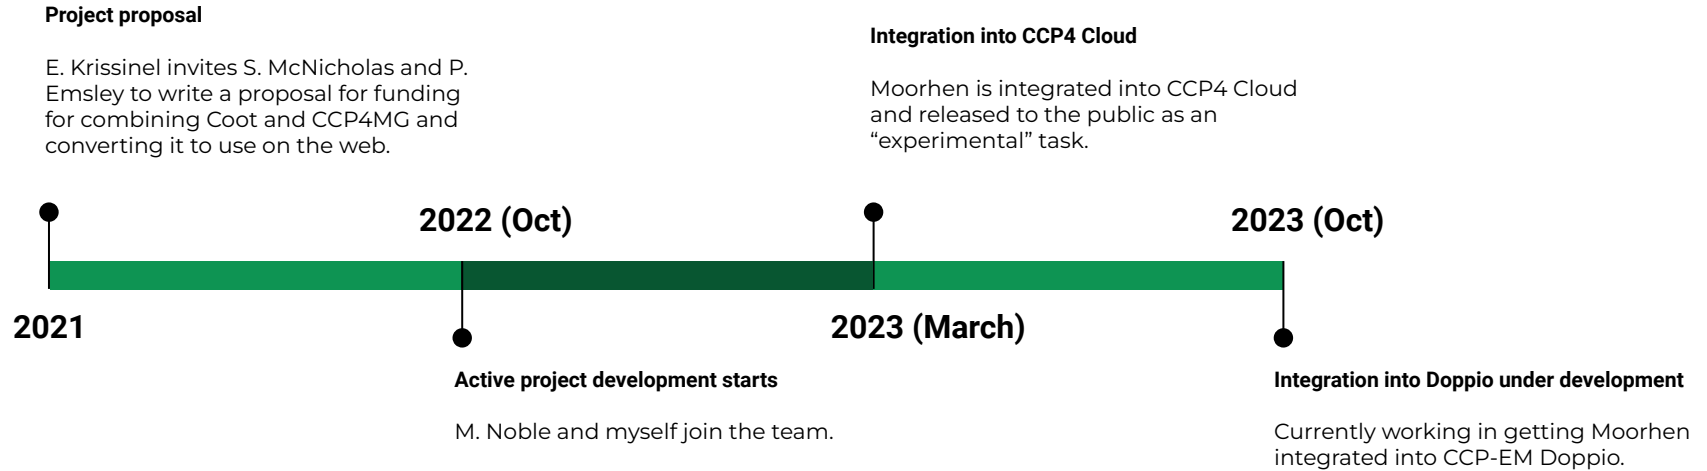 Project proposal
E. Krissinel invites S. McNicholas and P.
Emsley to write a proposal for funding
for combining Coot and CCP4MG and
converting it to use on the web.
Integration into CCP4 Cloud
Moorhen is integrated into CCP4 Cloud
and released to the public as an
“experimental” task.
2022 (Oct)
2023 (Oct)
2021
2023 (March)
Active project development starts
M. Noble and myself join the team.
Integration into Doppio under development
Currently working in getting Moorhen
integrated into CCP-EM Doppio.